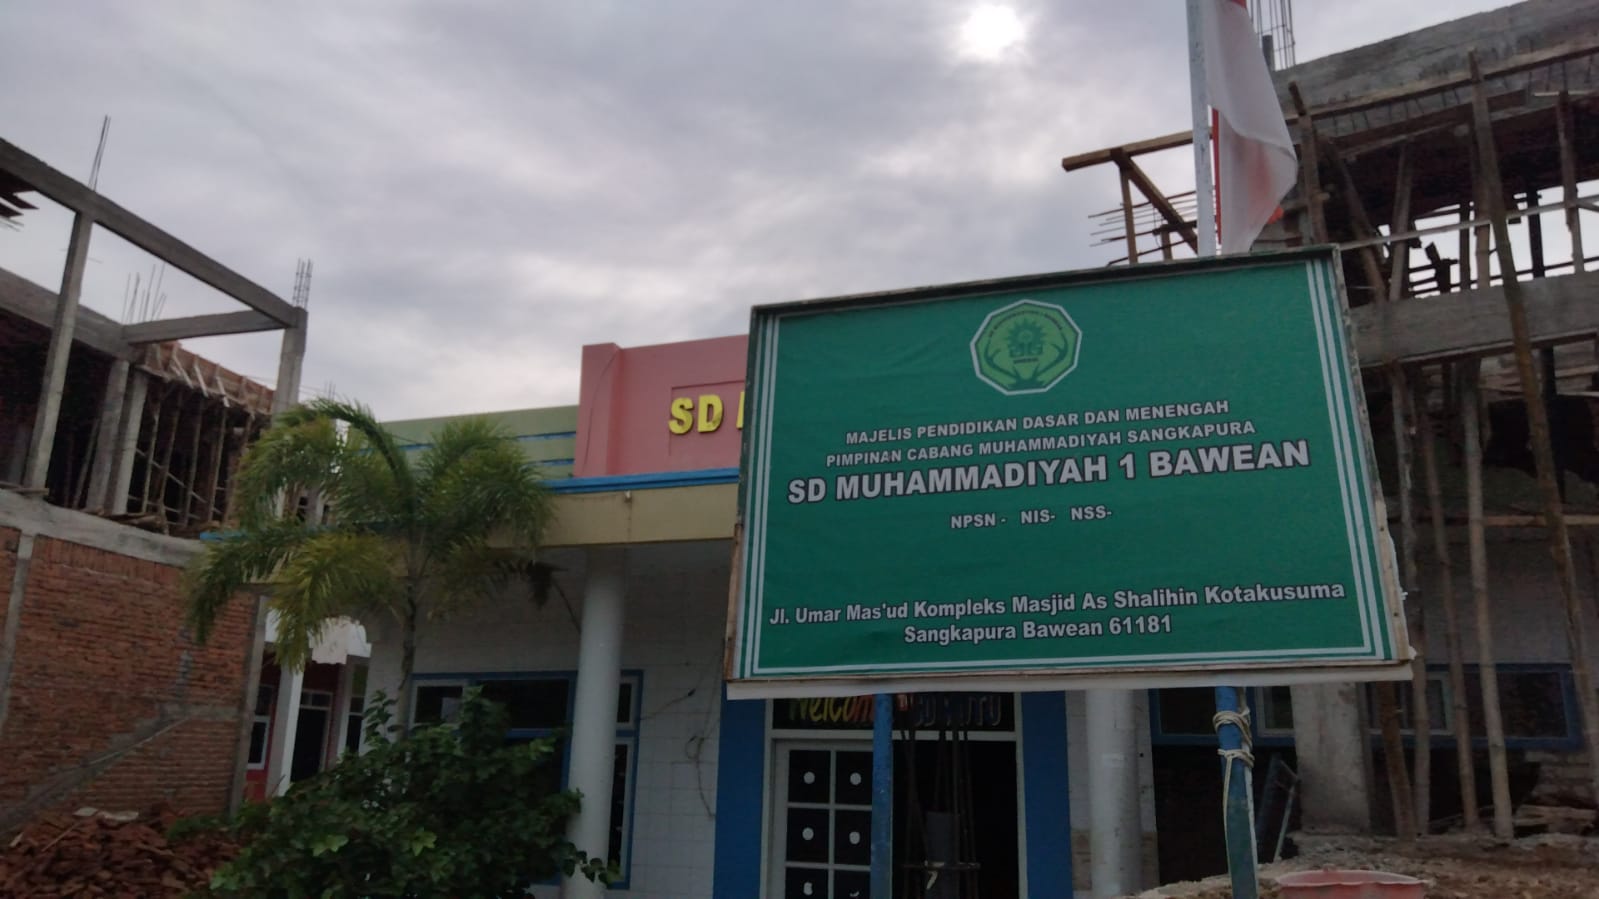 SD
MAJELIS PENDIDIKAN DASAR DAN MENENGAH
PIMPINAN CABANG MUHAMMADIYAH SANGKAPURA
SD MUHAMMADIYAH 1 BAWEAN
NPSN - NIS- NSS-
Jl. Umar Mas'ud Kompleks Masjid As Shalihin Kotakusuma
Sangkapura Bawean 61181
Welcome